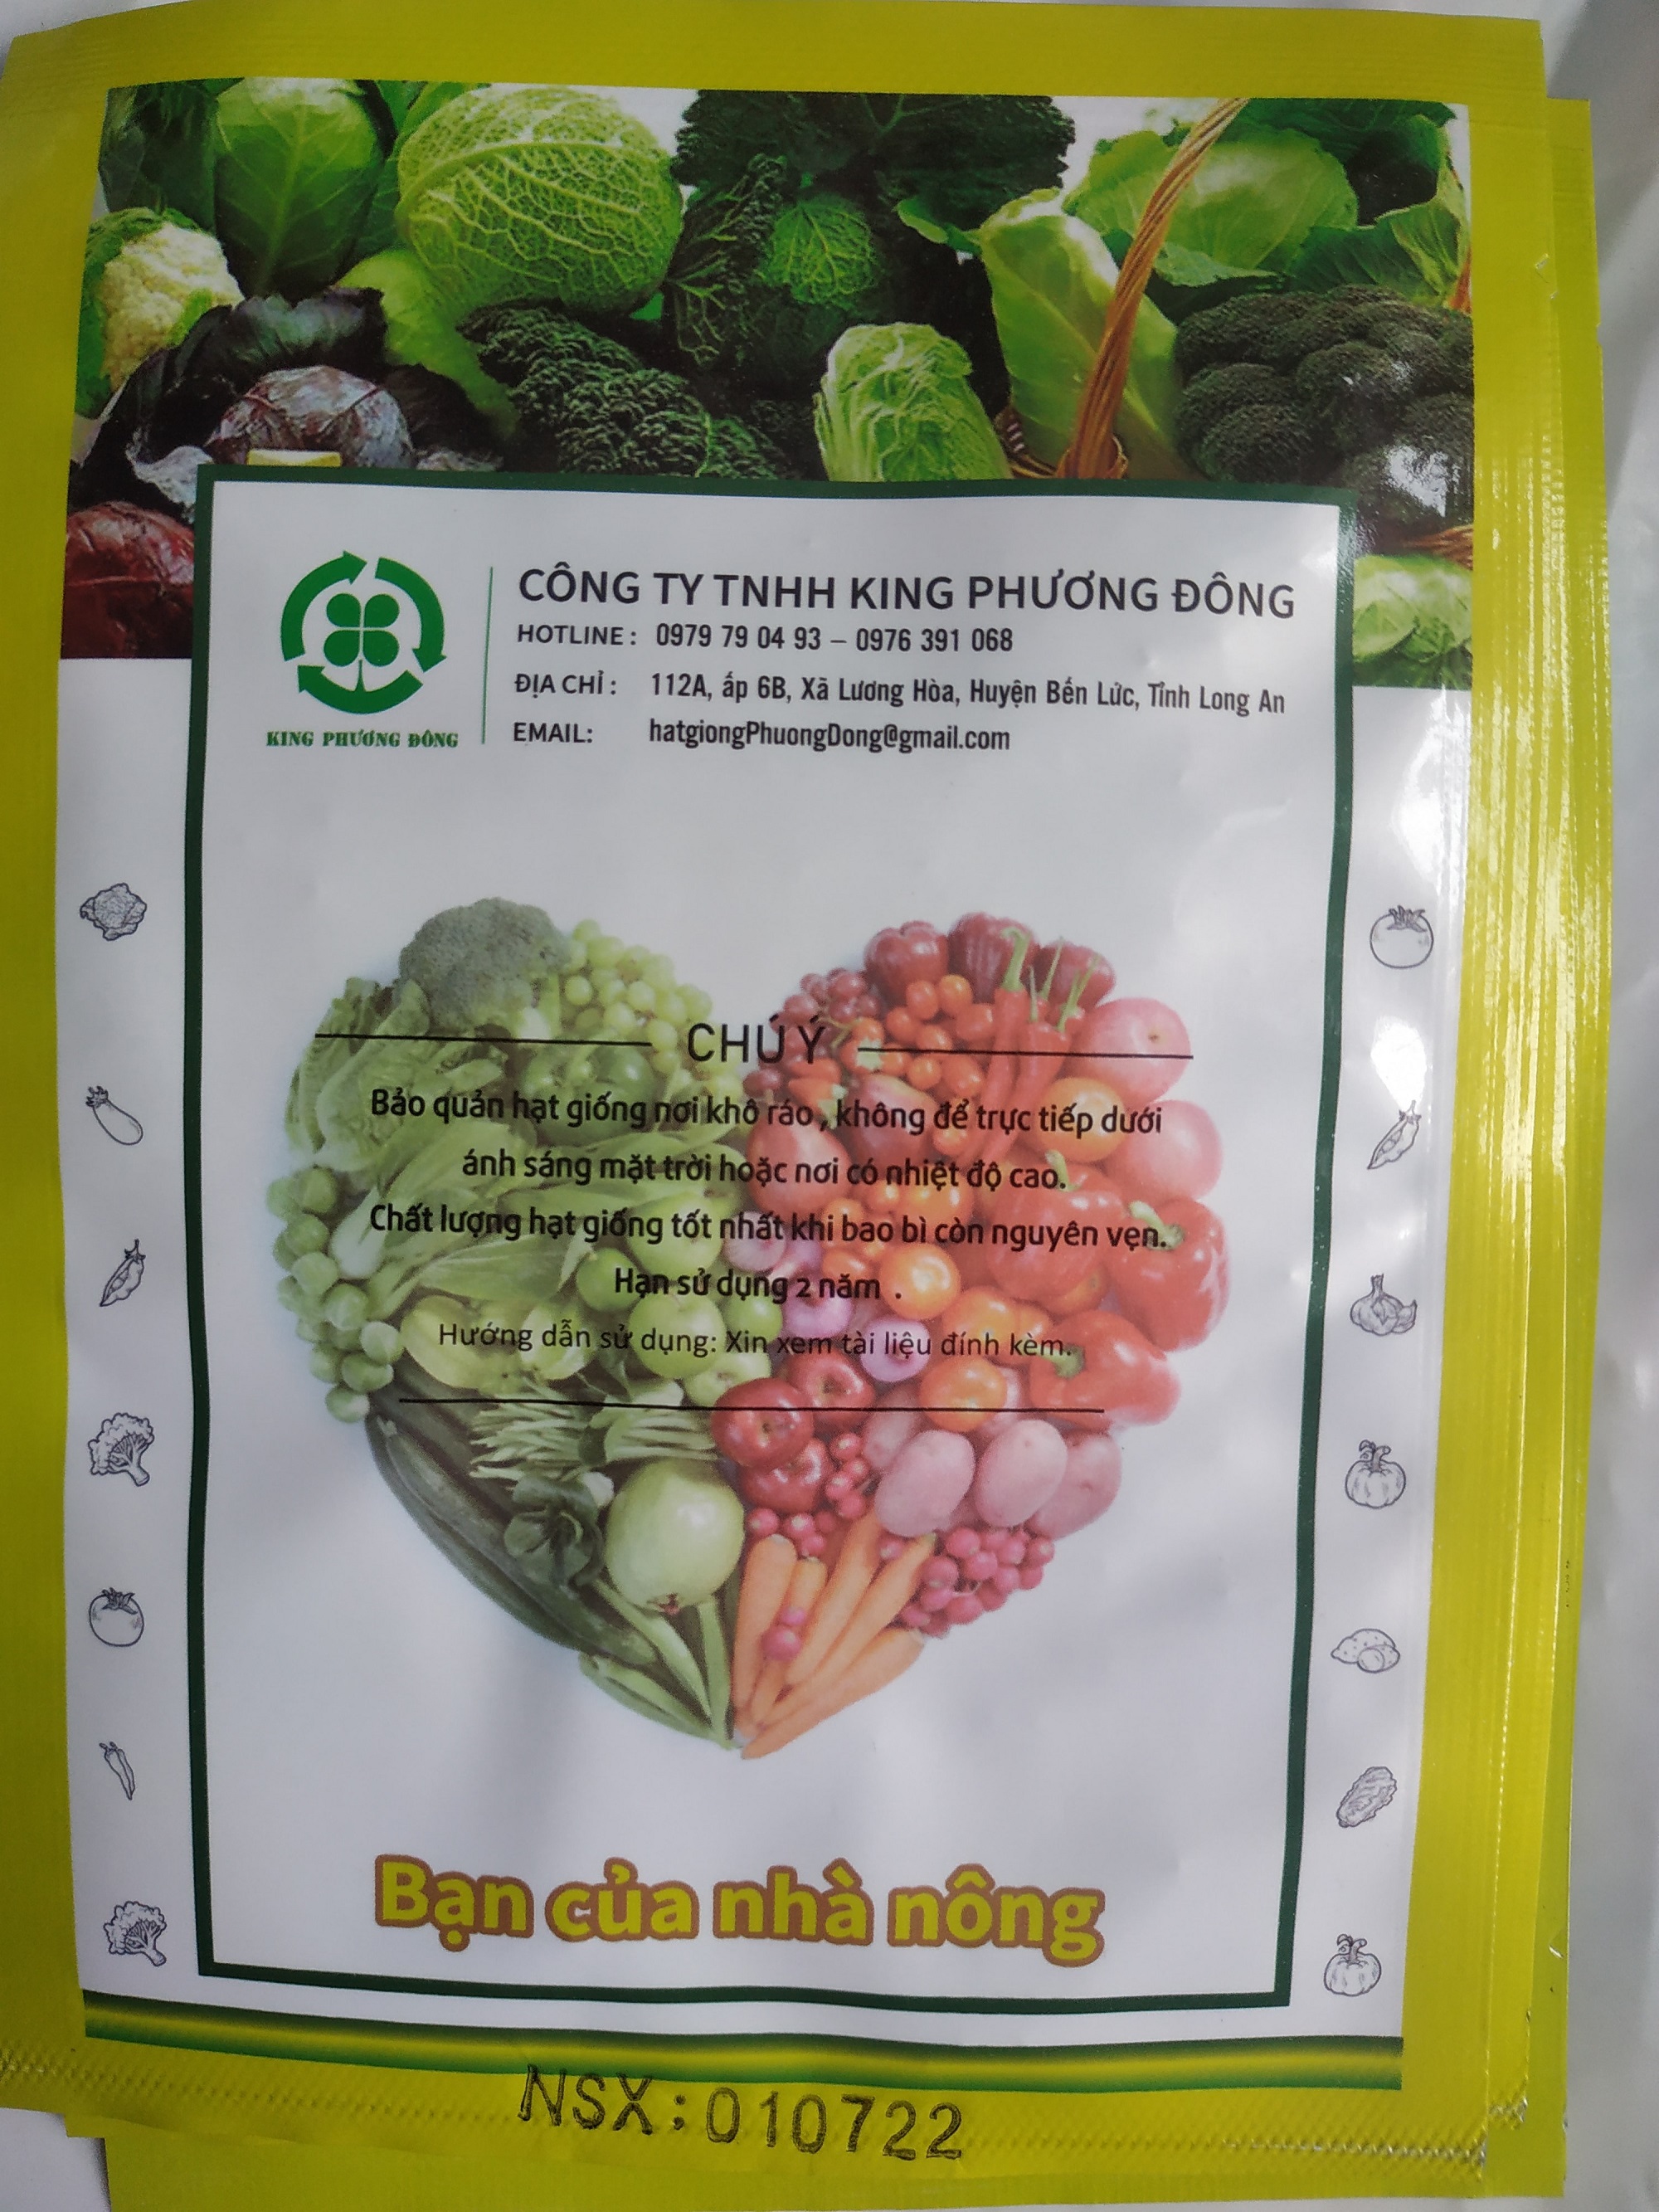 CÔNG TY TNHH KING PHƯƠNG ĐÔNG
HOTLINE : 0979 79 04 93 – 0976 391 068
ĐỊA CHỈ : 112A, ấp 6B, Xã Lương Hòa, Huyện Bến Lức, Tỉnh Long An
EMAIL: hatgiongPhuongDong@gmail.com
KING PHƯƠNG ĐÔNG
CHÚ Ý
Bảo quản hạt giống nơi khô ráo , không để trực tiếp dưới
ánh sáng mặt trời hoặc nơi có nhiệt độ cao.
Chất lượng hạt giống tốt nhất khi bao bì còn nguyên vẹn.
Hạn sử dụng 2 năm .
Hướng dẫn sử dụng: Xin xem tài liệu đính kèm.
Bạn của nhà nông
NSX: 010722